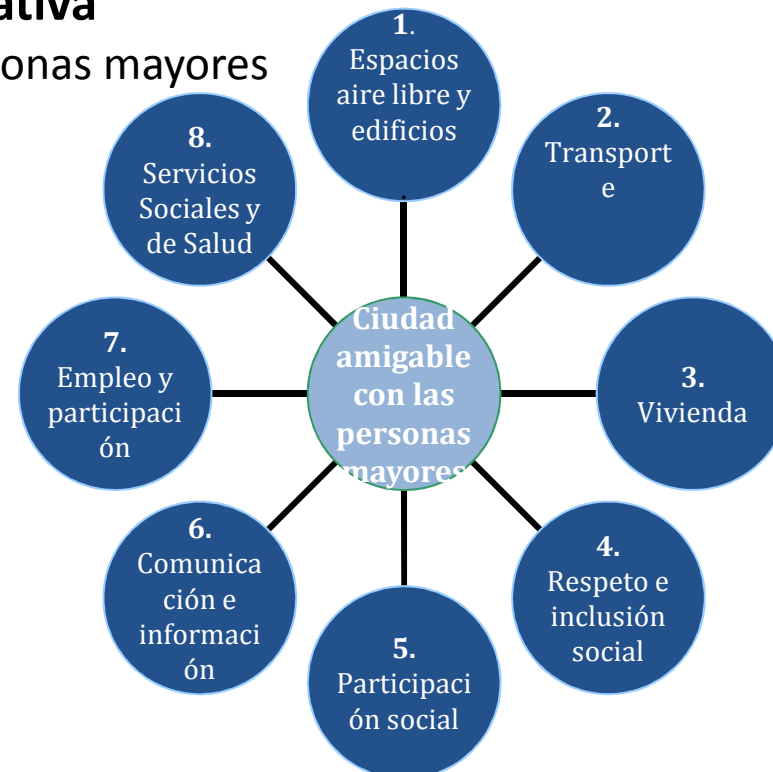 ativa
onas mayores
1.
Espacios
aire libre y
edificios
2.
Transport
e
3.
Vivienda
4.
Respeto e
inclusión
social
5.
Participaci
ón social
6.
Comunica
ción e
informaci
ón
7.
Empleo y
participaci
ón
8.
Servicios
Sociales y
de Salud
Ciudad
amigable
con las
personas
mayores